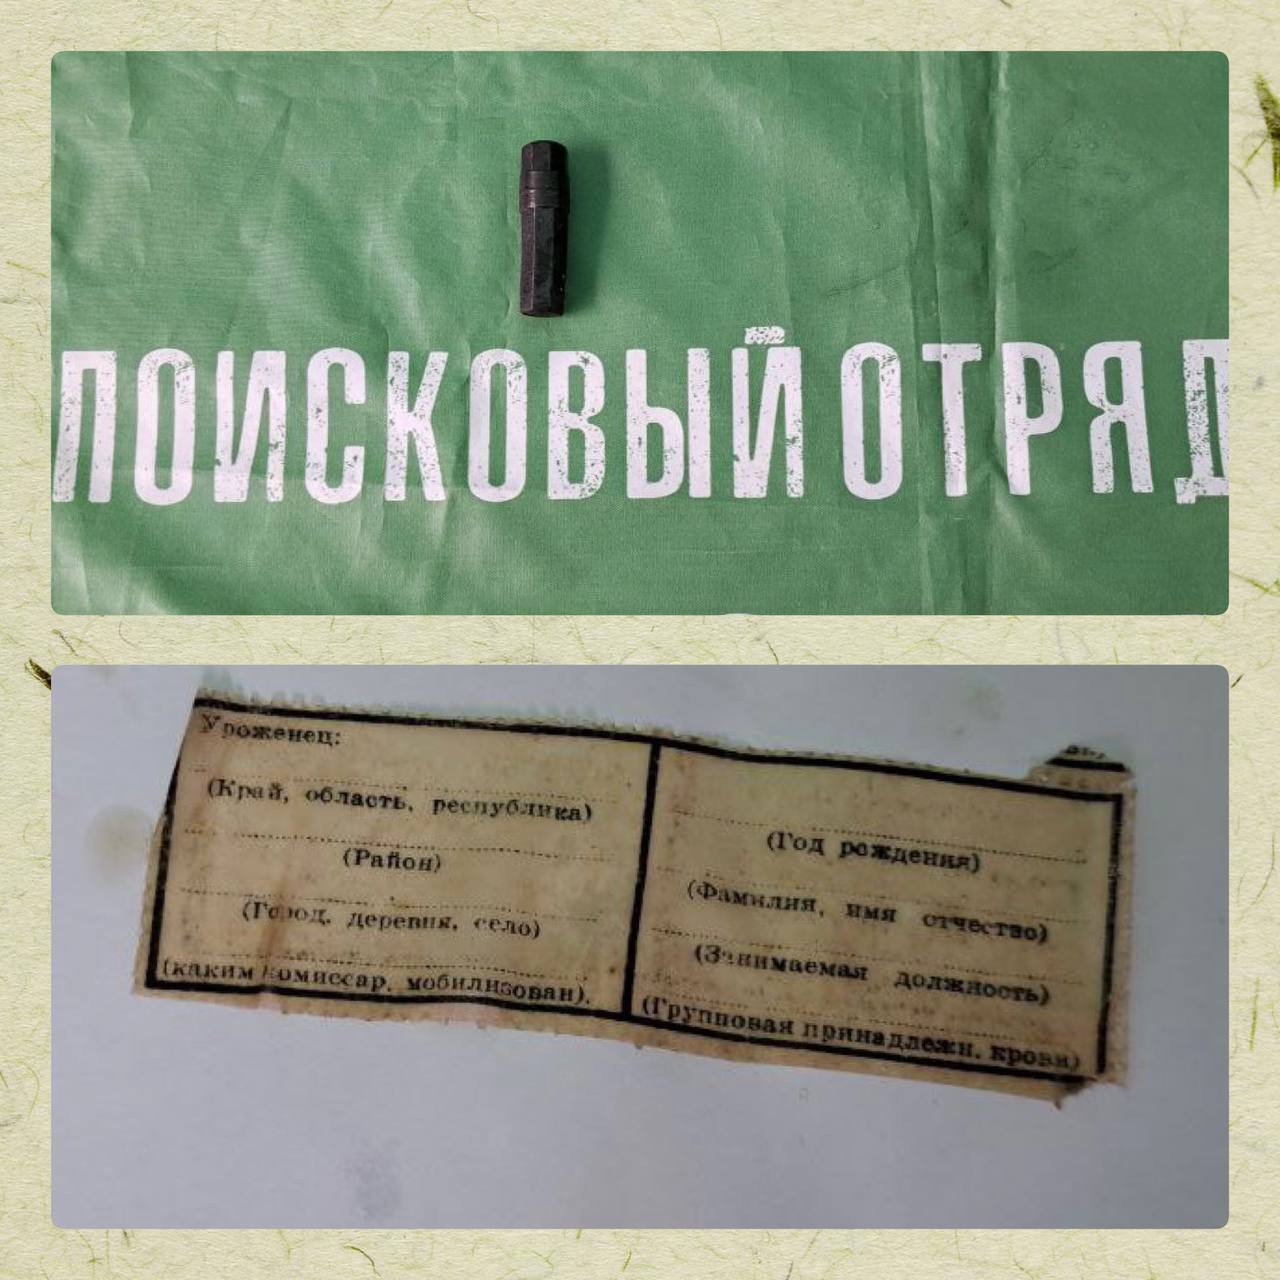 ПОИСКОВЫЙ ОТРЯД
Уроженец:
(Край, область, республика)
(Район)
(Город, деревня, село)
(каким комиссар. мобилизован).
(Год рождения)
(Фамилия, имя отчество)
(Занимаемая должность)
(Групповая принадлежн. крови)